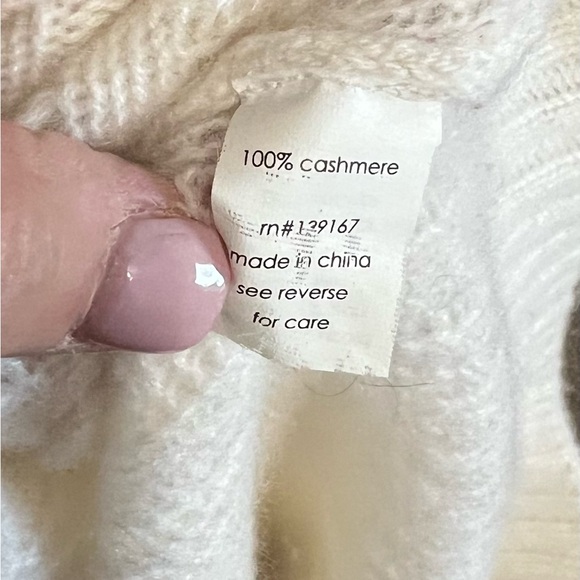 100% cashmere
rn#139167
made in china
see reverse
for care